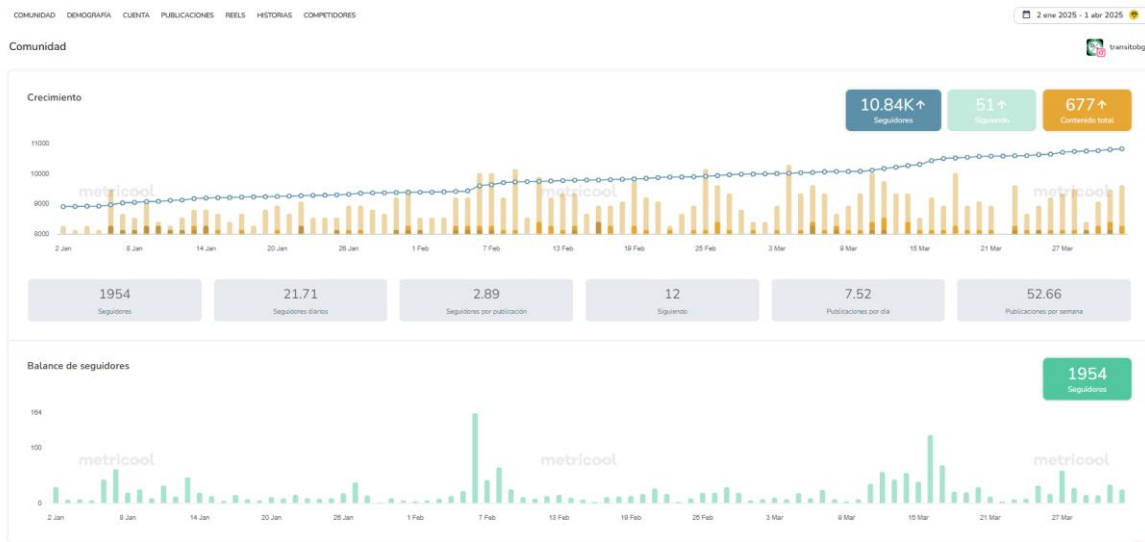 COMUNIDAD DEMOGRAFÍA CUENTA PUBLICACIONES REELS HISTORIAS COMPETIDORES
2 ene 2025 - 1 abr 2025
Comunidad
transitobg
Crecimiento
10.84K↑
Seguidores
51↑
Siguiendo
677↑
Contenido total
11000
10000
9000
8000
metricool
metricool
metricool
2 Jan 8 Jan 14 Jan 20 Jan 26 Jan 1 Feb 7 Feb 13 Feb 19 Feb 25 Feb 3 Mar 9 Mar 15 Mar 21 Mar 27 Mar
1954
Seguidores
21.71
Seguidores diarios
2.89
Seguidores por publicación
12
Siguiendo
7.52
Publicaciones por día
52.66
Publicaciones por semana
Balance de seguidores
1954
Seguidores
164
100
0
metricool
metricool
metricool
2 Jan 8 Jan 14 Jan 20 Jan 26 Jan 1 Feb 7 Feb 13 Feb 19 Feb 25 Feb 3 Mar 9 Mar 15 Mar 21 Mar 27 Mar